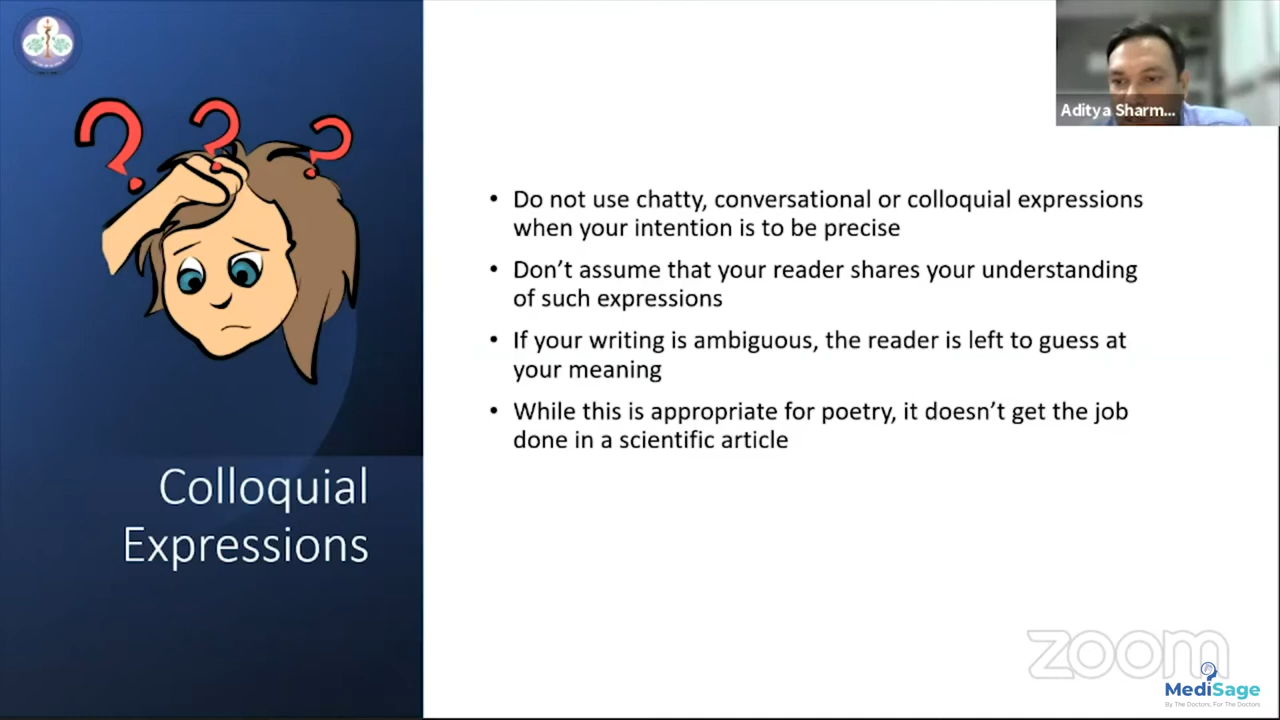 Aditya Sharm...
Do not use chatty, conversational or colloquial expressions
when your intention is to be precise
Don't assume that your reader shares your understanding
of such expressions
If your writing is ambiguous, the reader is left to guess at
your meaning
While this is appropriate for poetry, it doesn't get the job
done in a scientific article
Colloquial
Expressions
zoom
MediSage
By The Doctors, For The Doctors